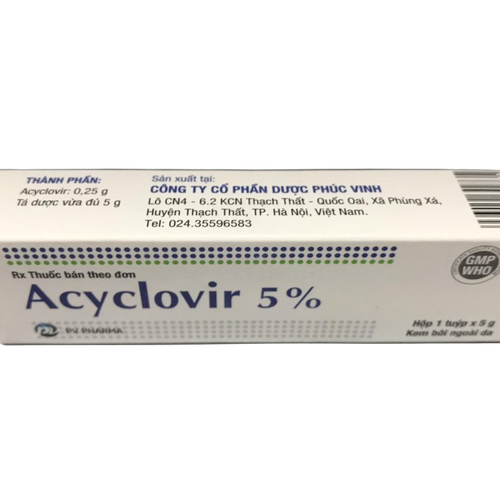 THÀNH PHẦN:
Acyclovir: 0,25 g
Tá dược vừa đủ 5 g
Sản xuất tại:
CÔNG TY CỔ PHẦN DƯỢC PHÚC VINH
Lô CN4 - 6.2 KCN Thạch Thất - Quốc Oai, Xã Phùng Xá,
Huyện Thạch Thất, TP. Hà Nội, Việt Nam.
Tel: 024.35596583
Rx Thuốc bán theo đơn
Acyclovir 5%
PV PHARMA
GMP
WHO
Hộp 1 tuýp x 5 g
Kem bôi ngoài da